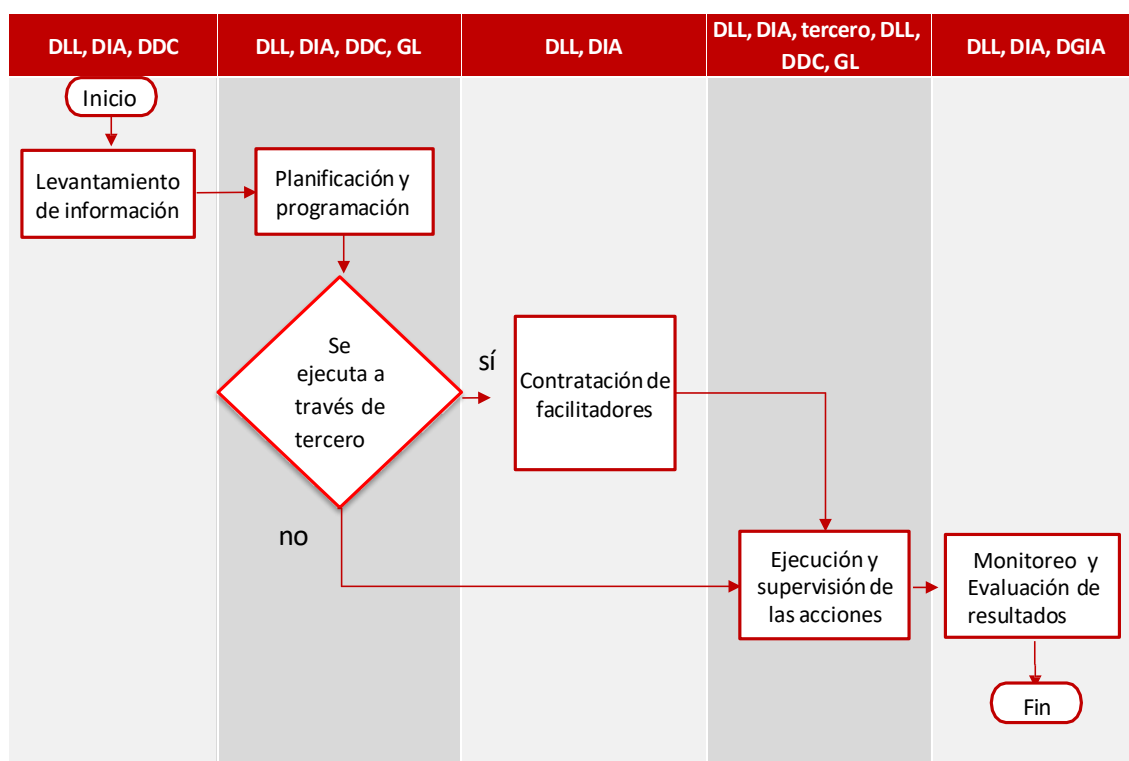 DLL, DIA, DDC
DLL, DIA, DDC, GL
DLL, DIA
DLL, DIA, tercero, DLL,
DDC, GL
DLL, DIA, DGIA
Inicio
Levantamiento
de información
Planificación y
programación
Se
ejecuta a
través de
tercero
sí
no
Contratación de
facilitadores
Ejecución y
supervisión de
las acciones
Monitoreo y
Evaluación de
resultados
Fin